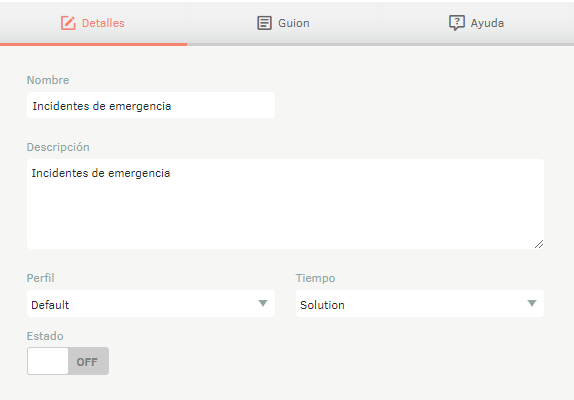 Detalles
Guion
Ayuda
Nombre
Incidentes de emergencia
Descripción
Incidentes de emergencia
Perfil
Tiempo
Default
Solution
Estado
OFF